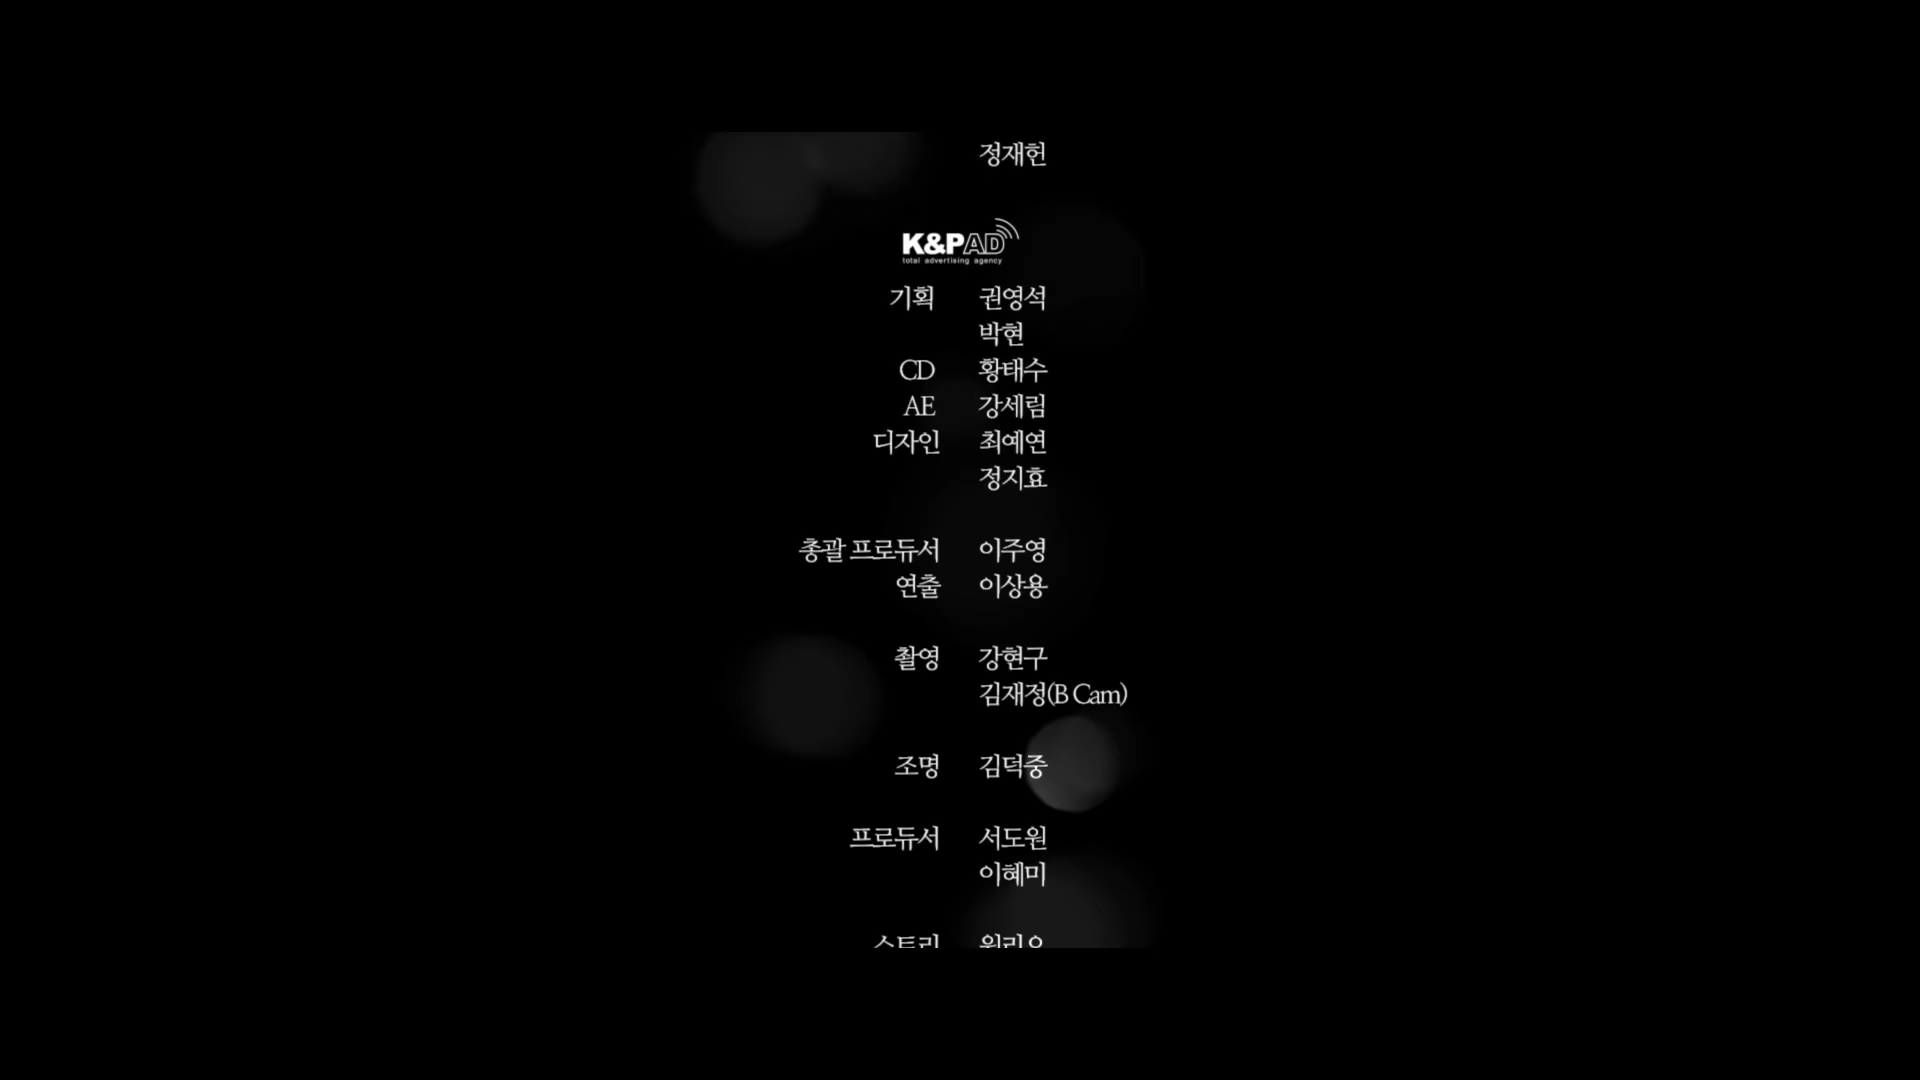 정재헌
K&PAD
total advertising agency
기획 권영석
박현
CD 황태수
AE 강세림
디자인 최예연
정지효
총괄 프로듀서 이주영
연출 이상용
촬영 강현구
김재정(B Cam)
조명 김덕중
프로듀서 서도원
이혜미